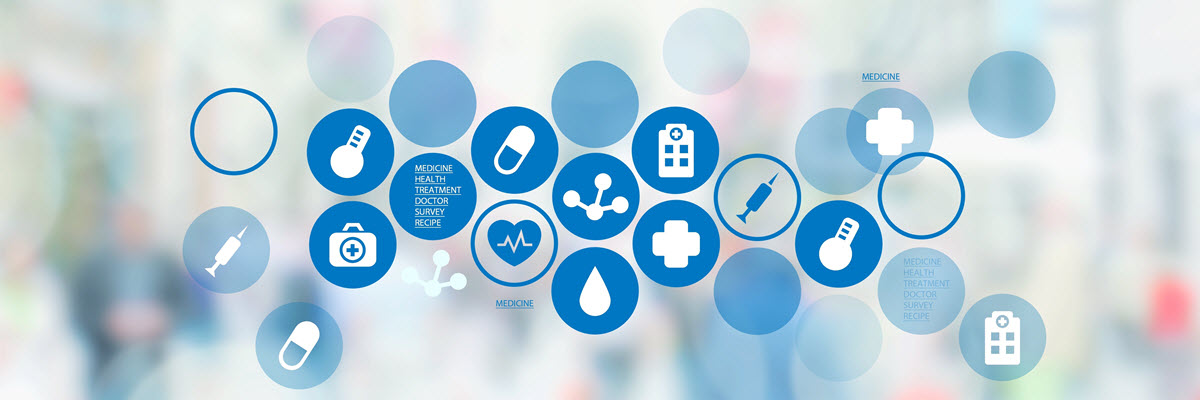 MEDICINE
MEDICINE
HEALTH
TREATMENT
DOCTOR
SURVEY
RECIPE
MEDICINE
MEDICINE
HEALTH
TREATMENT
DOCTOR
SURVEY
RECIPE